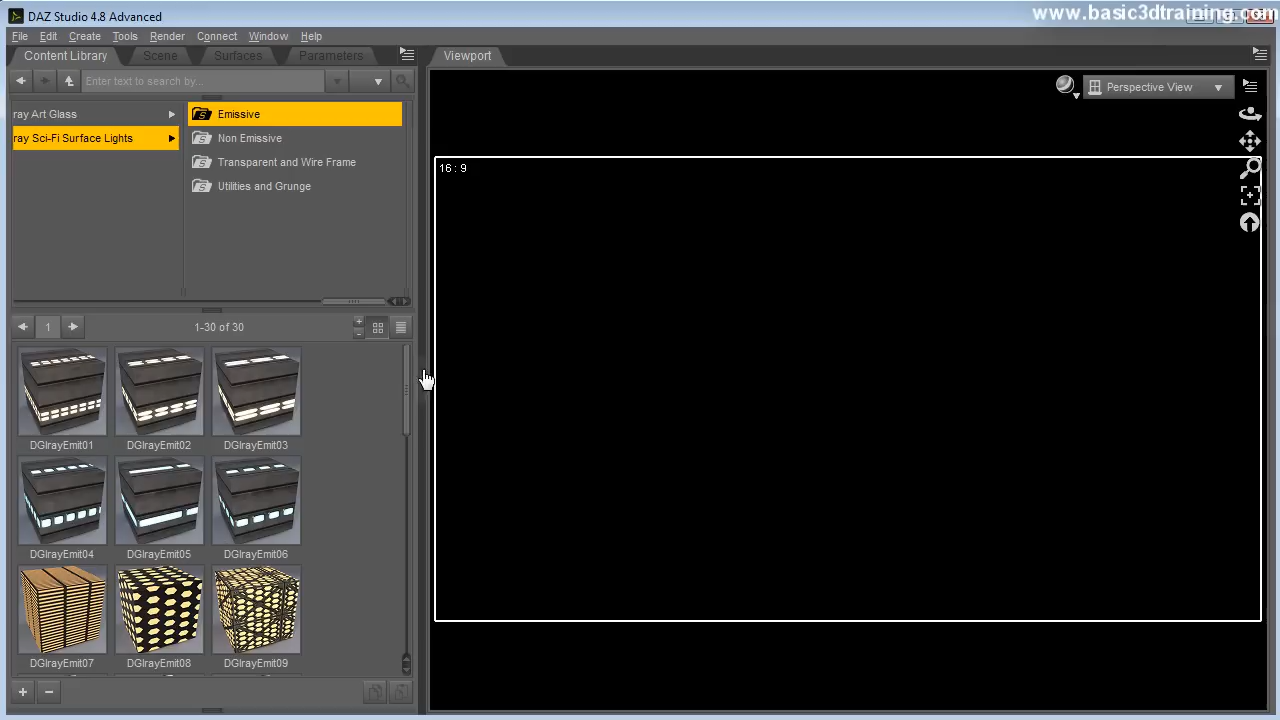 www.basic3dtraining.com
DAZ Studio 4.8 Advanced
File Edit Create Tools Render Connect Window Help
Content Library Scene Surfaces Parameters Viewport
Enter text to search by...
Perspective View
ray Art Glass
ray Sci-Fi Surface Lights
Emissive
Non Emissive
Transparent and Wire Frame
Utilities and Grunge
16 : 9
1
1-30 of 30
DGIrayEmit01 DGIrayEmit02 DGIrayEmit03
DGIrayEmit04 DGIrayEmit05 DGIrayEmit06
DGIrayEmit07 DGIrayEmit08 DGIrayEmit09